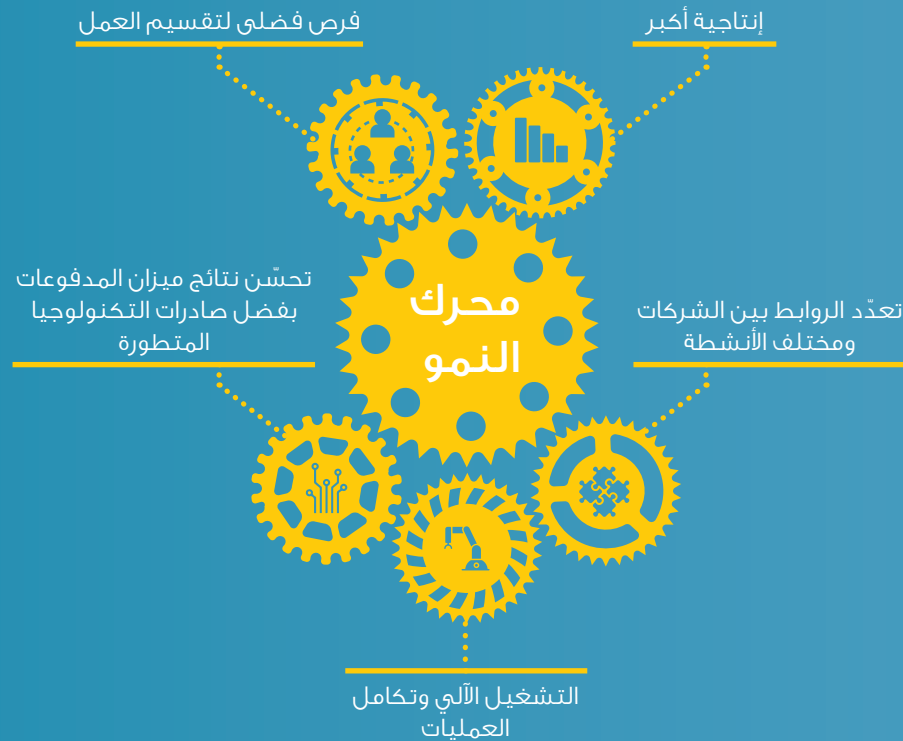 إنتاجية أكبر
فرص فضلى لتقسيم العمل
محرك
النمو
تعدّد الروابط بين الشركات
ومختلف الأنشطة
تحسّن نتائج ميزان المدفوعات
بفضل صادرات التكنولوجيا
المتطورة
التشغيل الآلي وتكامل
العمليات